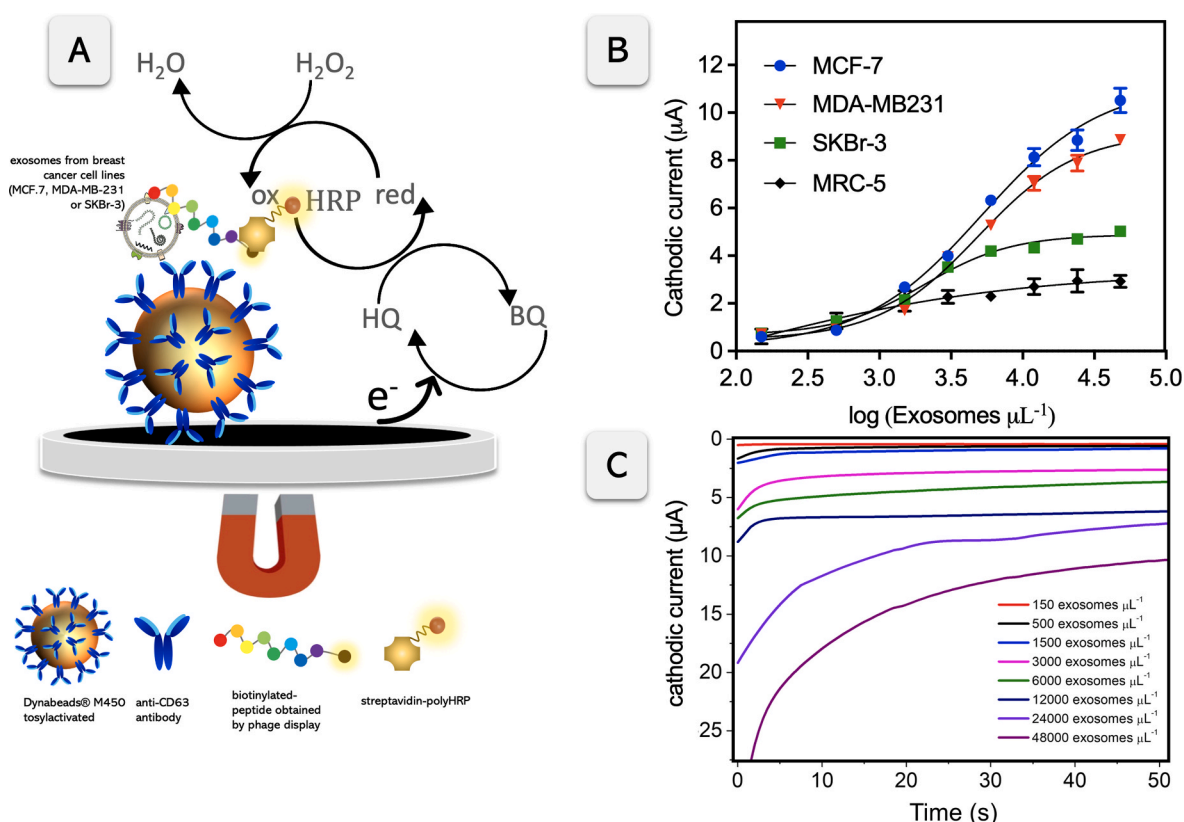 A
H₂O
H₂O₂
exosomes from breast
cancer cell lines
(MCF.7, MDA-MB-231
or SKBr-3)
ox
HRP
red
HQ
BQ
e⁻
Dynabeads® M450
tosylactivated
anti-CD63
antibody
biotinylated-
peptide obtained
by phage display
streptavidin-polyHRP
B
Cathodic current (µA)
12
10
8
6
4
2
0
MCF-7
MDA-MB231
SKBr-3
MRC-5
2.0 2.5 3.0 3.5 4.0 4.5 5.0
log (Exosomes µL⁻¹)
C
cathodic current (µA)
0
5
10
15
20
25
150 exosomes µL⁻¹
500 exosomes µL⁻¹
1500 exosomes µL⁻¹
3000 exosomes µL⁻¹
6000 exosomes µL⁻¹
12000 exosomes µL⁻¹
24000 exosomes µL⁻¹
48000 exosomes µL⁻¹
0 10 20 30 40 50
Time (s)